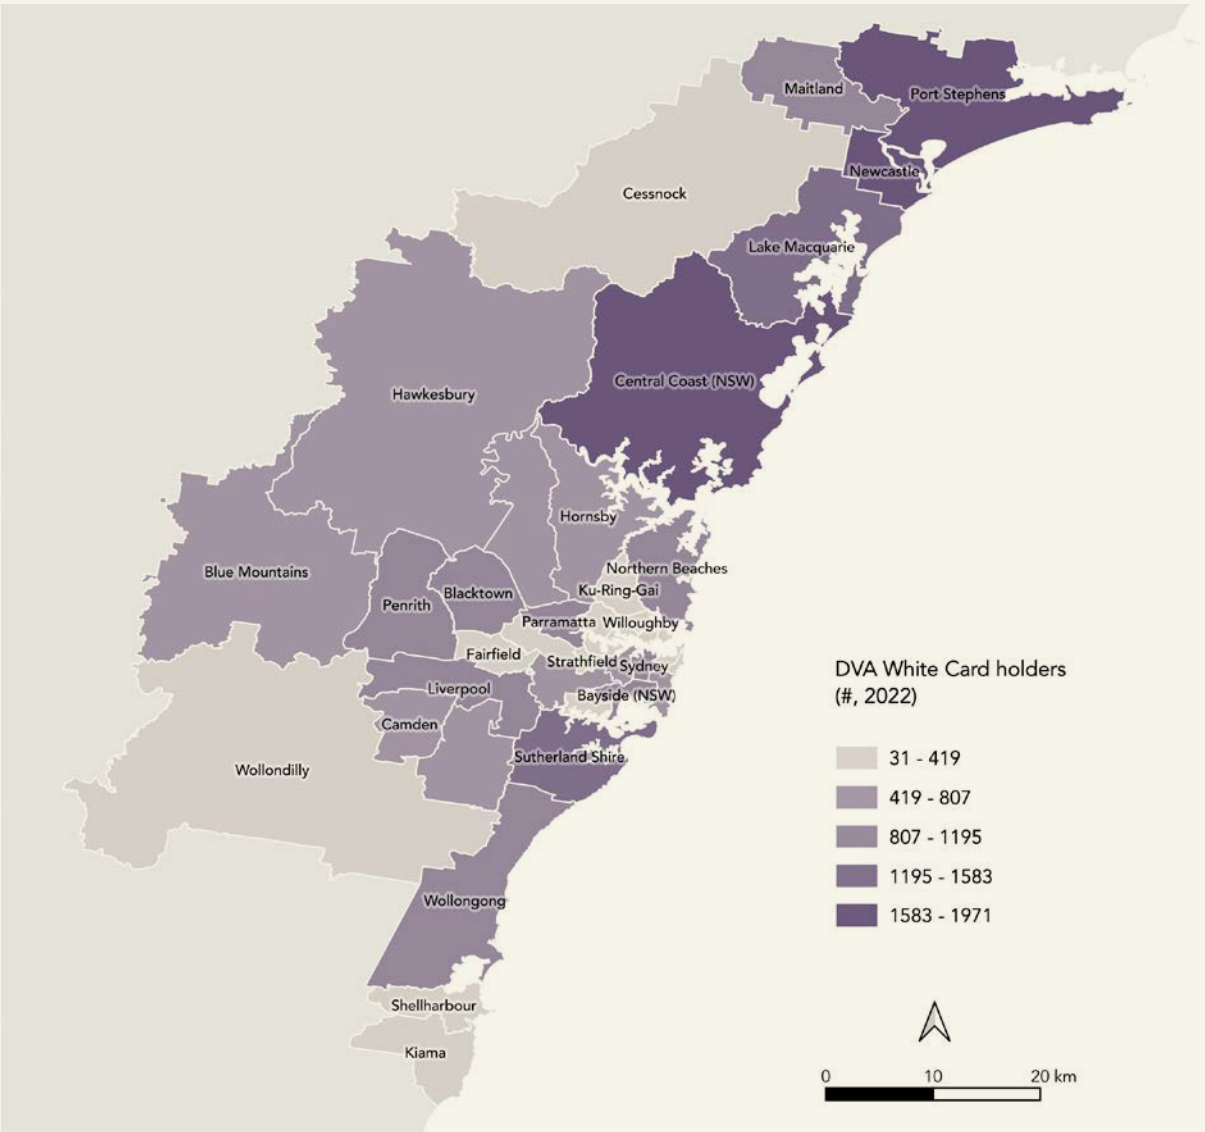 Maitland
Port Stephens
Newcastle
Cessnock
Lake Macquarie
Central Coast (NSW)
Hawkesbury
Hornsby
Northern Beaches
Blue Mountains
Ku-Ring-Gai
Blacktown
Penrith
Parramatta
Willoughby
Fairfield
Strathfield
Sydney
Liverpool
Bayside (NSW)
Camden
Sutherland Shire
Wollondilly
Wollongong
Shellharbour
Kiama
DVA White Card holders
(#, 2022)
31 - 419
419 - 807
807 - 1195
1195 - 1583
1583 - 1971
0 10 20 km